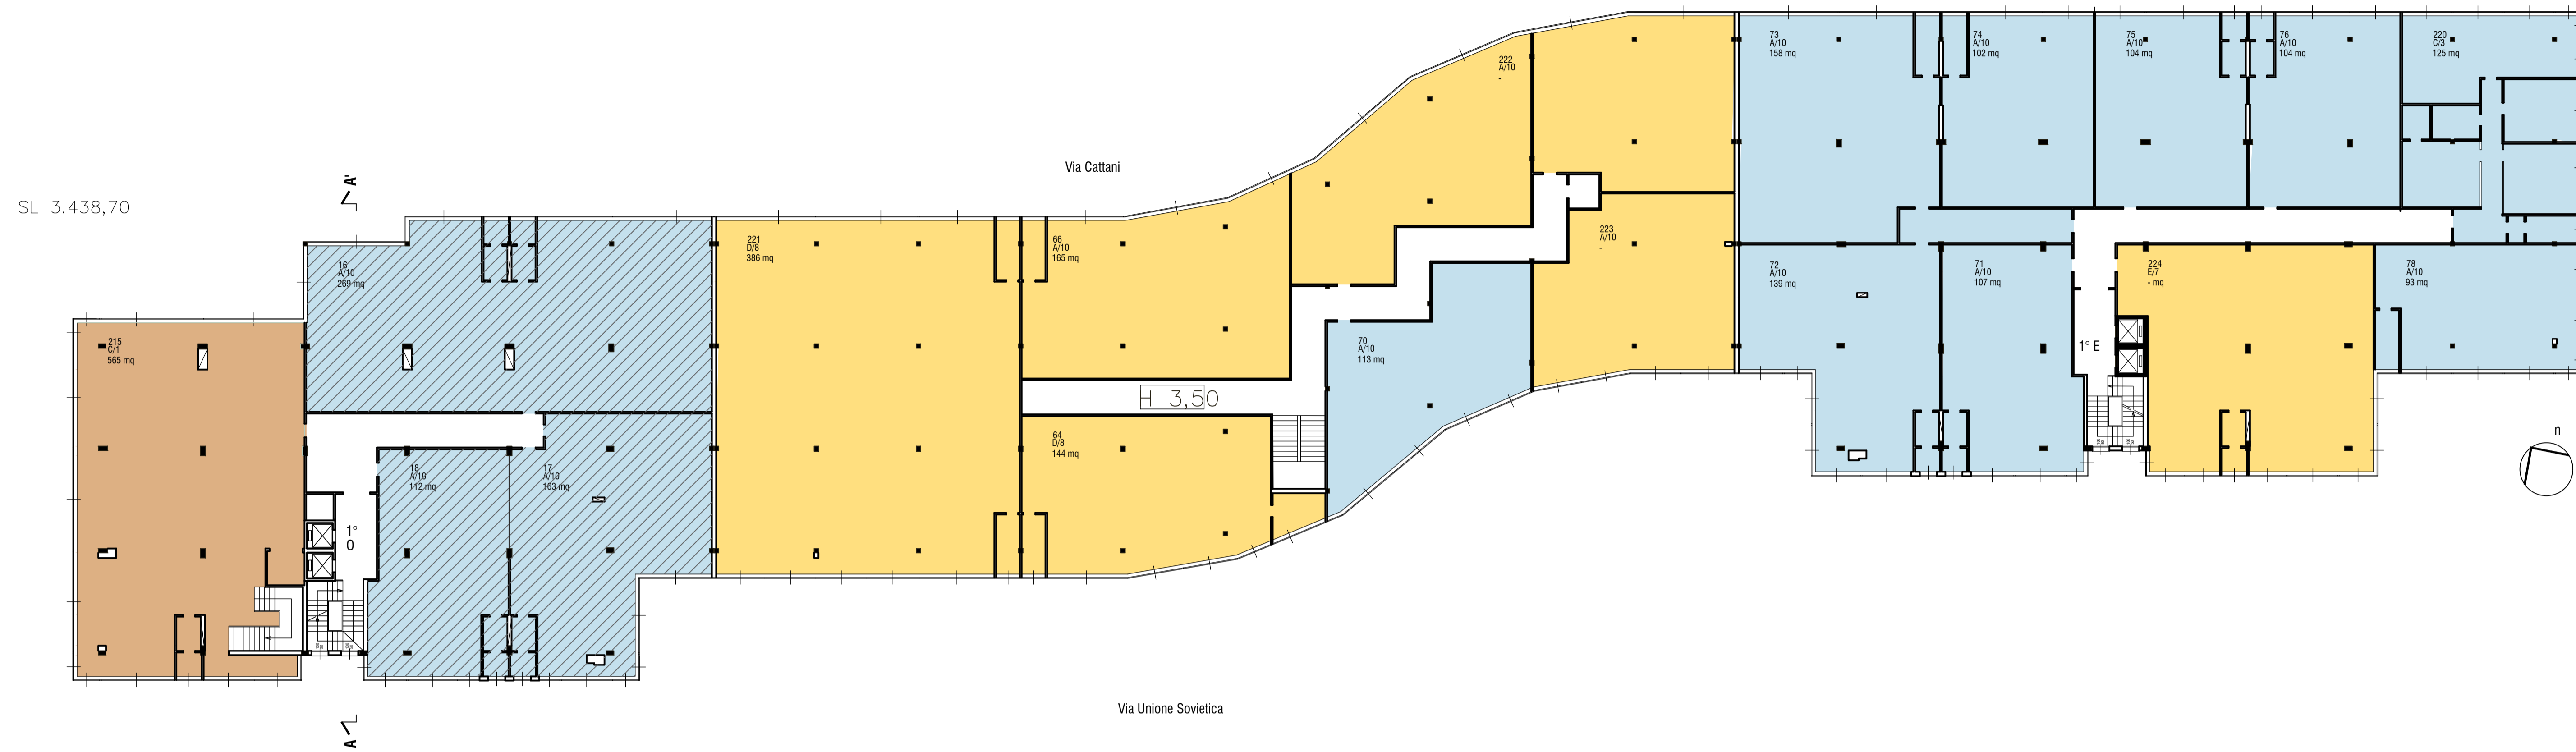 73
A/10
158 mq
74
A/10
102 mq
75
A/10
104 mq
76
A/10
104 mq
220
C/3
125 mq
222
A/10
-
Via Cattani
A'
SL 3.438,70
223
A/10
-
221
D/8
386 mq
66
A/10
165 mq
16
A/10
269 mq
72
A/10
139 mq
71
A/10
107 mq
224
E/7
- mq
78
A/10
93 mq
215
C/1
565 mq
70
A/10
113 mq
1° E
H 3,50
64
D/8
144 mq
n
18
A/10
112 mq
17
A/10
163 mq
1°
O
Via Unione Sovietica
A